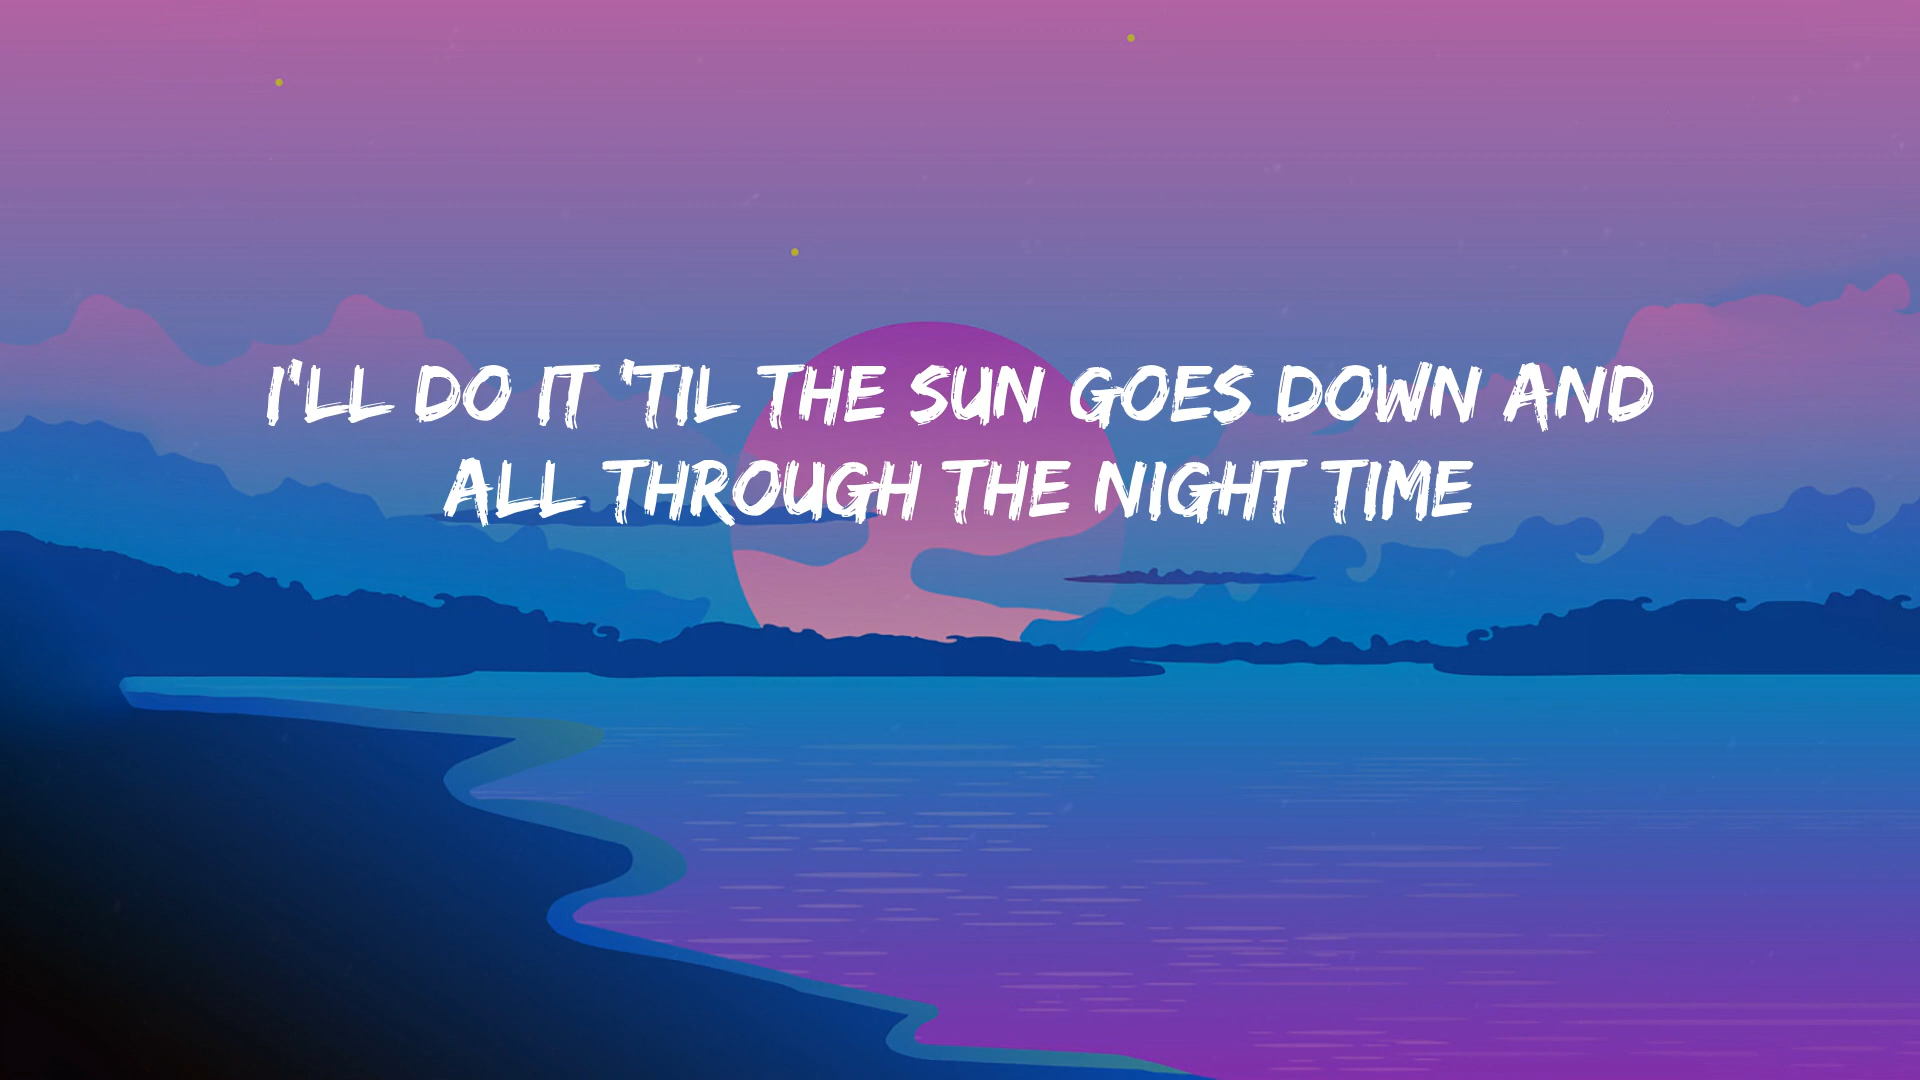 I'LL DO IT 'TIL THE SUN GOES DOWN AND
ALL THROUGH THE NIGHT TIME